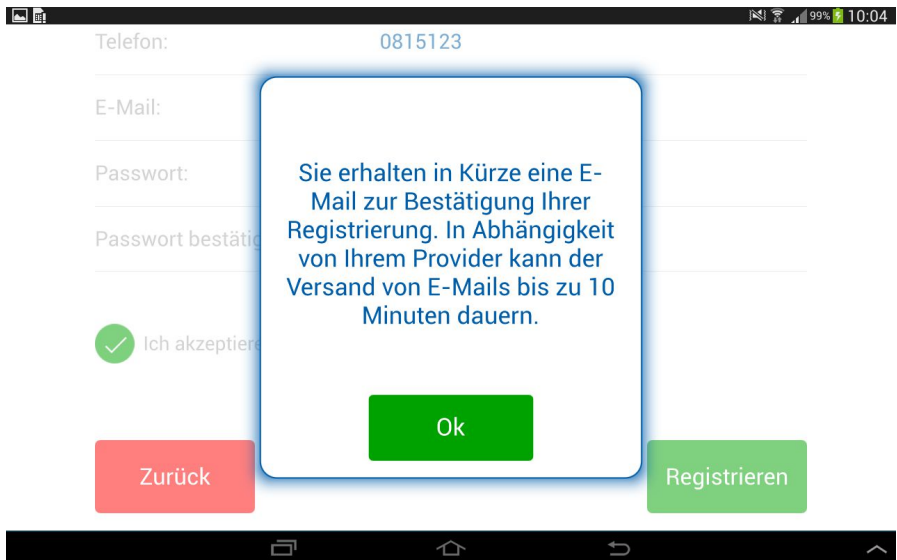 99% 10:04
Telefon: 0815123
E-Mail:
Passwort:
Passwort bestätig
Ich akzeptiere
Sie erhalten in Kürze eine E-
Mail zur Bestätigung Ihrer
Registrierung. In Abhängigkeit
von Ihrem Provider kann der
Versand von E-Mails bis zu 10
Minuten dauern.
Ok
Zurück
Registrieren